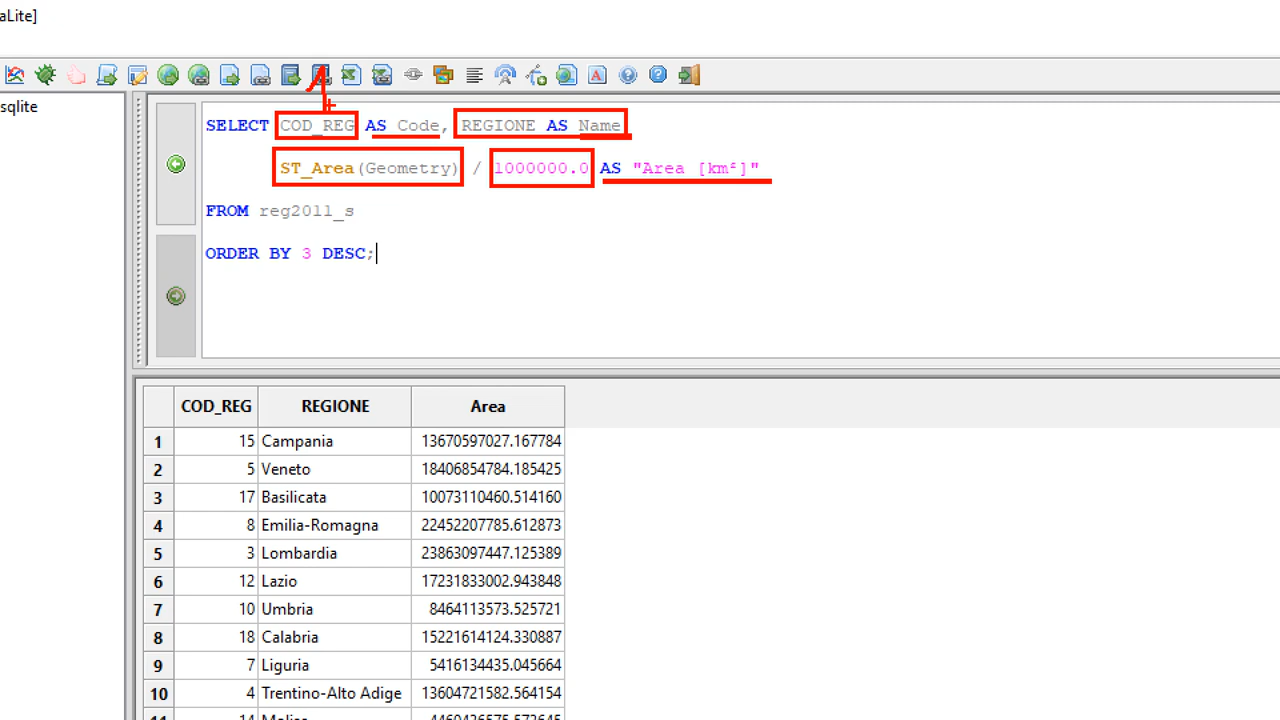 aLite]
sqlite
SELECT COD_REG AS Code, REGIONE AS Name
ST_Area(Geometry) / 1000000.0 AS "Area [km²]"
FROM reg2011_s
ORDER BY 3 DESC;
COD_REG REGIONE Area
1 15 Campania 13670597027.167784
2 5 Veneto 18406854784.185425
3 17 Basilicata 10073110460.514160
4 8 Emilia-Romagna 22452207785.612873
5 3 Lombardia 23863097447.125389
6 12 Lazio 17231833002.943848
7 10 Umbria 8464113573.525721
8 18 Calabria 15221614124.330887
9 7 Liguria 5416134435.045664
10 4 Trentino-Alto Adige 13604721582.564154